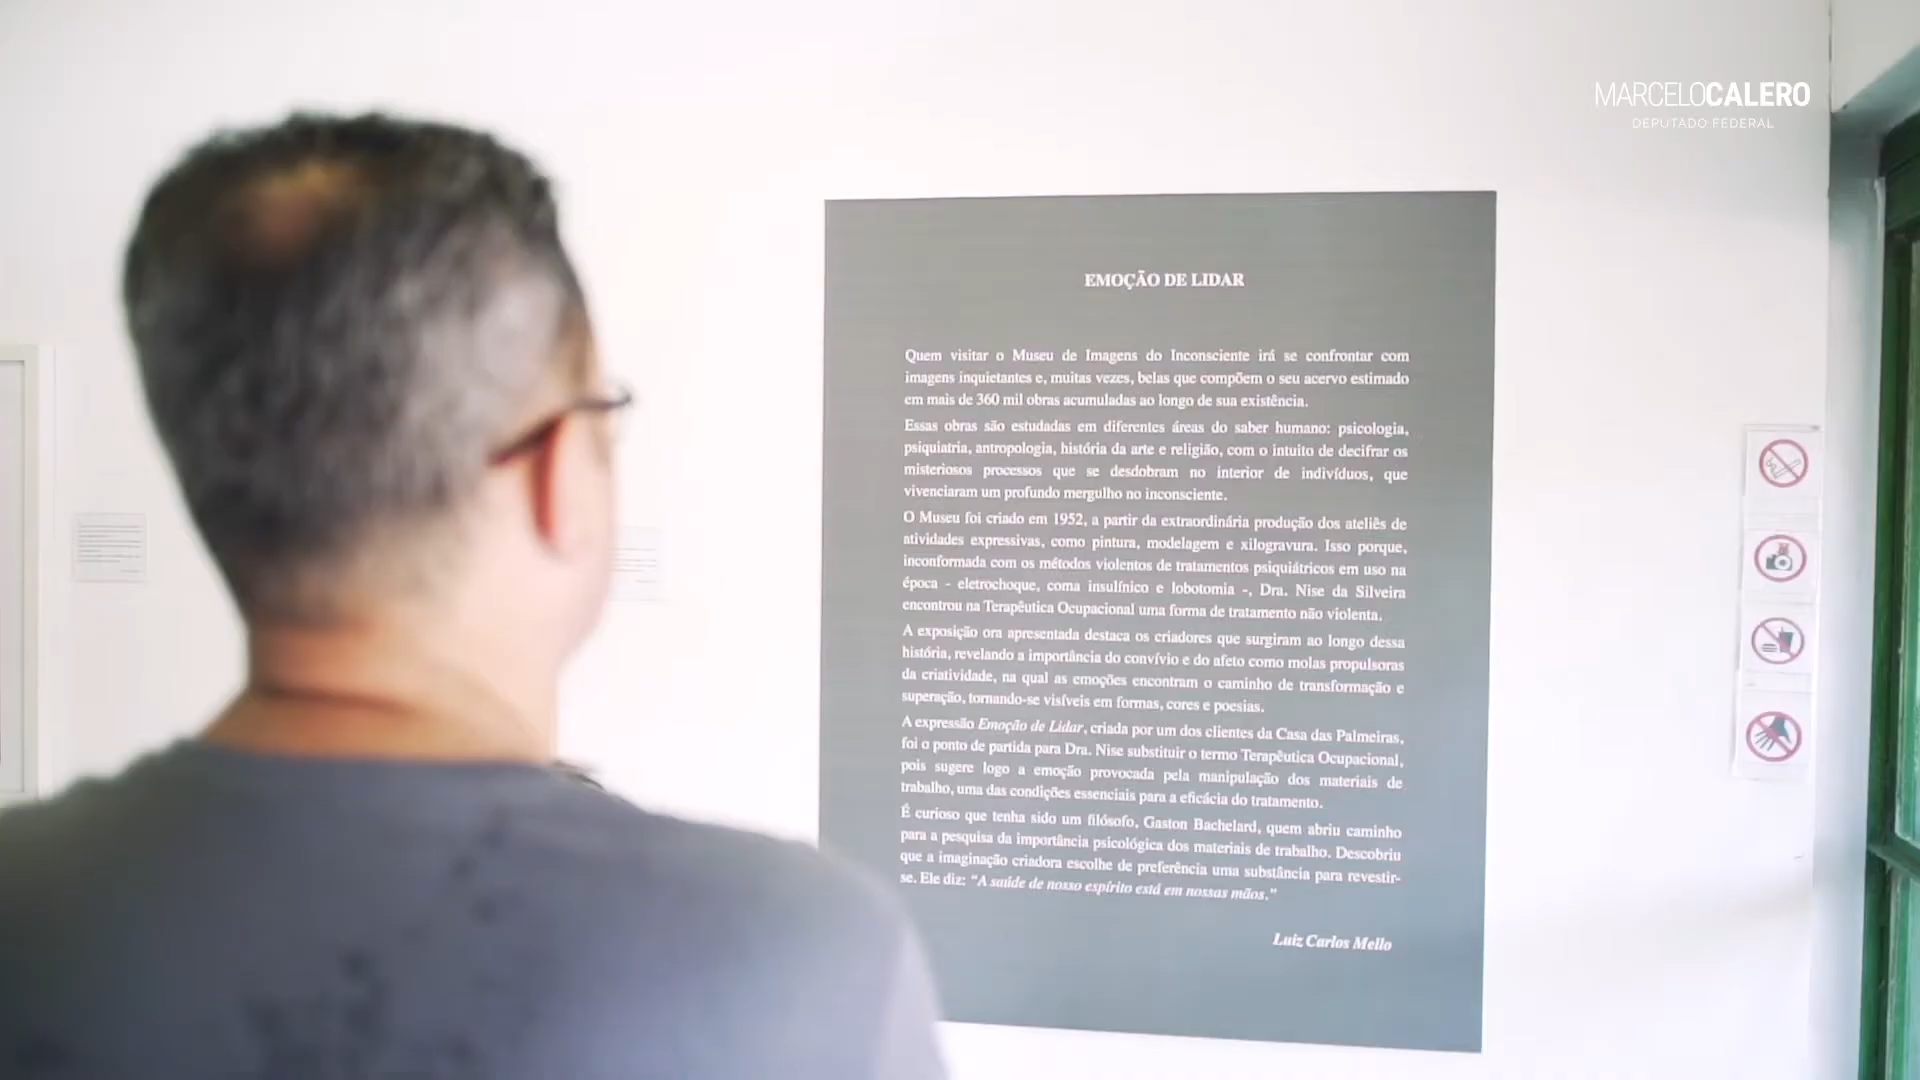 MARCELOCALERO
DEPUTADO FEDERAL
EMOÇÃO DE LIDAR
Quem visitar o Museu de Imagens do Inconsciente irá se confrontar com
imagens inquietantes e, muitas vezes, belas que compõem o seu acervo estimado
em mais de 360 mil obras acumuladas ao longo de sua existência.
Essas obras são estudadas em diferentes áreas do saber humano: psicologia,
psiquiatria, antropologia, história da arte e religião, com o intuito de decifrar os
misteriosos processos que se desdobram no interior de indivíduos, que
vivenciaram um profundo mergulho no inconsciente.
O Museu foi criado em 1952, a partir da extraordinária produção dos ateliês de
atividades expressivas, como pintura, modelagem e xilogravura. Isso porque,
inconformada com os métodos violentos de tratamentos psiquiátricos em uso na
época - eletrochoque, coma insulínico e lobotomia -, Dra. Nise da Silveira
encontrou na Terapêutica Ocupacional uma forma de tratamento não violenta.
A exposição ora apresentada destaca os criadores que surgiram ao longo dessa
história, revelando a importância do convívio e do afeto como molas propulsoras
da criatividade, na qual as emoções encontram o caminho de transformação e
superação, tornando-se visíveis em formas, cores e poesias.
A expressão Emoção de Lidar, criada por um dos clientes da Casa das Palmeiras,
foi o ponto de partida para Dra. Nise substituir o termo Terapêutica Ocupacional,
pois sugere logo a emoção provocada pela manipulação dos materiais de
trabalho, uma das condições essenciais para a eficácia do tratamento.
É curioso que tenha sido um filósofo, Gaston Bachelard, quem abriu caminho
para a pesquisa da importância psicológica dos materiais de trabalho. Descobriu
que a imaginação criadora escolhe de preferência uma substância para revestir-
se. Ele diz: “A saúde de nosso espírito está em nossas mãos.”
Luiz Carlos Mello